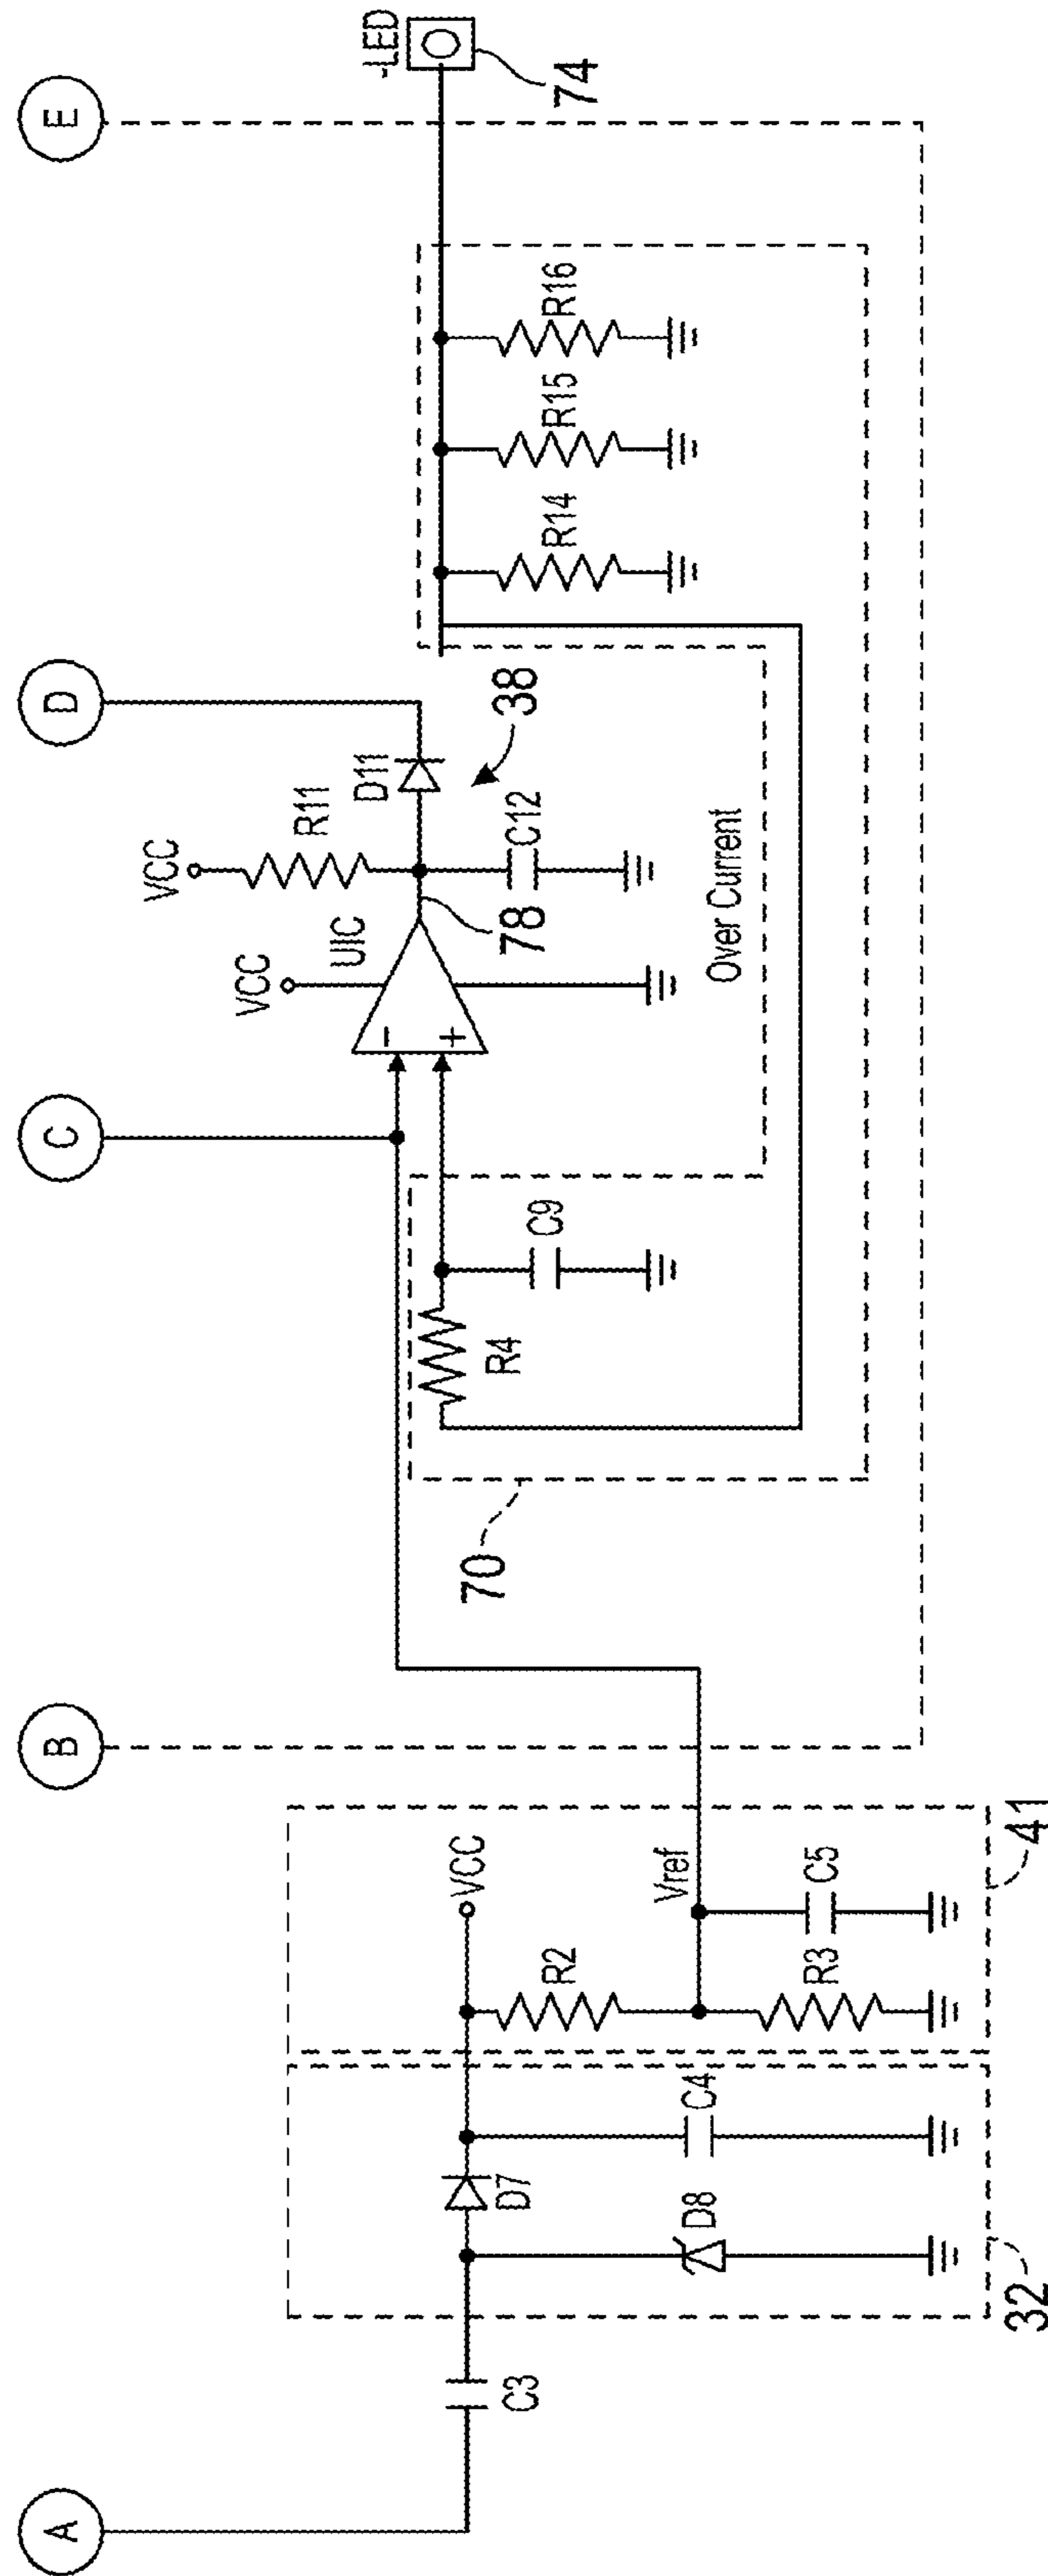 A
B
C
D
E
C3
32
D8
D7
C4
41
VCC
R2
R3
Vref
C5
70
R4
C9
-
+
VCC
UIC
78
VCC
R11
C12
D11
38
Over Current
R14
R15
R16
-LED
74